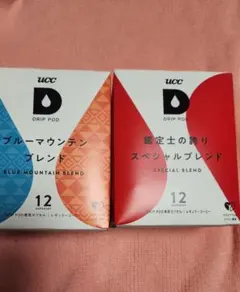 ucc
D
DRIP POD
ブルーマウンテン
ブレンド
BLUE MOUNTAIN BLEND
12
ucc
D
DRIP POD
鑑定士の誇り
スペシャルブレンド
SPECIAL BLEND
12